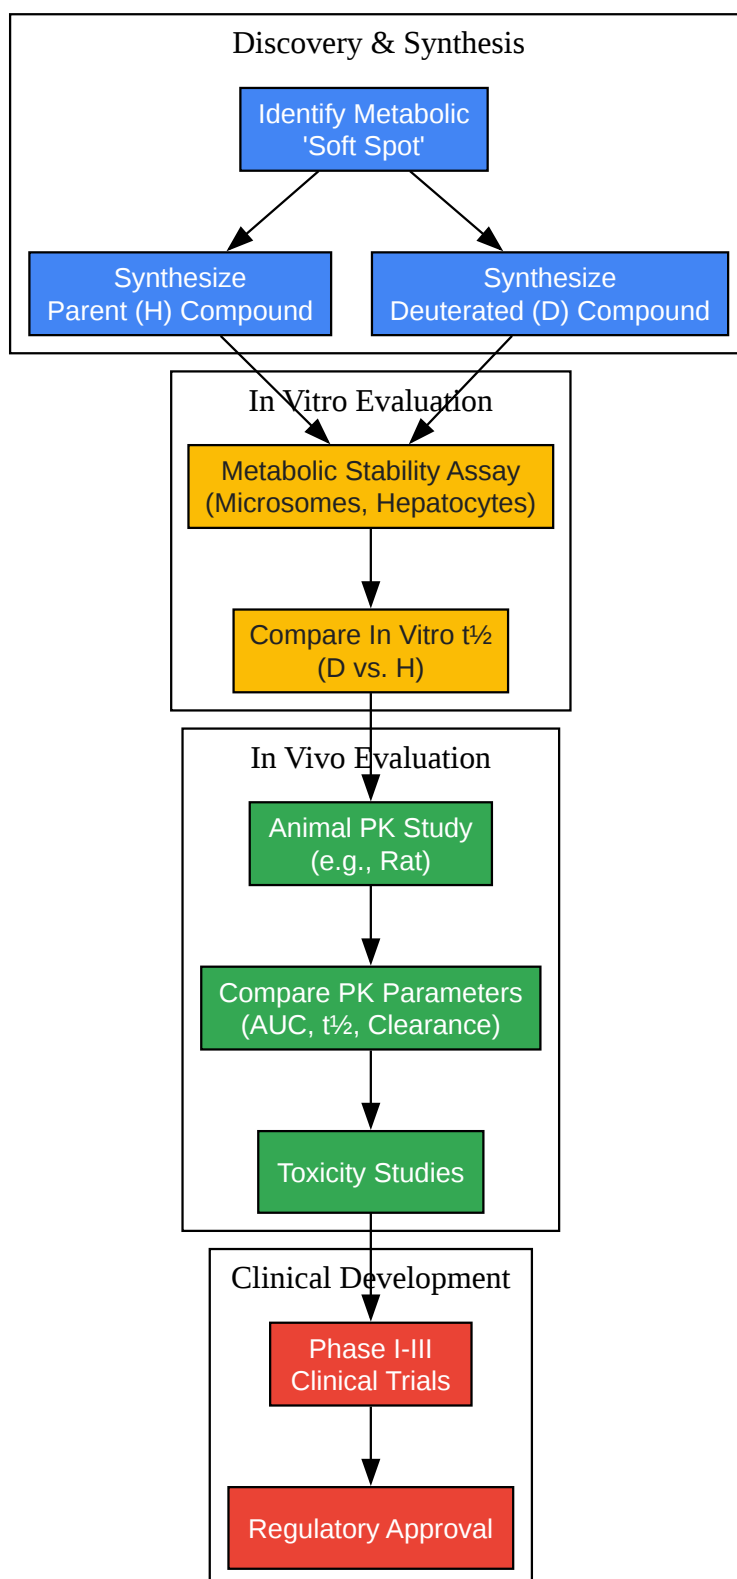 Discovery & Synthesis
Identify Metabolic
'Soft Spot'
Synthesize
Parent (H) Compound
Synthesize
Deuterated (D) Compound
In Vitro Evaluation
Metabolic Stability Assay
(Microsomes, Hepatocytes)
Compare In Vitro t½
(D vs. H)
In Vivo Evaluation
Animal PK Study
(e.g., Rat)
Compare PK Parameters
(AUC, t½, Clearance)
Toxicity Studies
Clinical Development
Phase I-III
Clinical Trials
Regulatory Approval